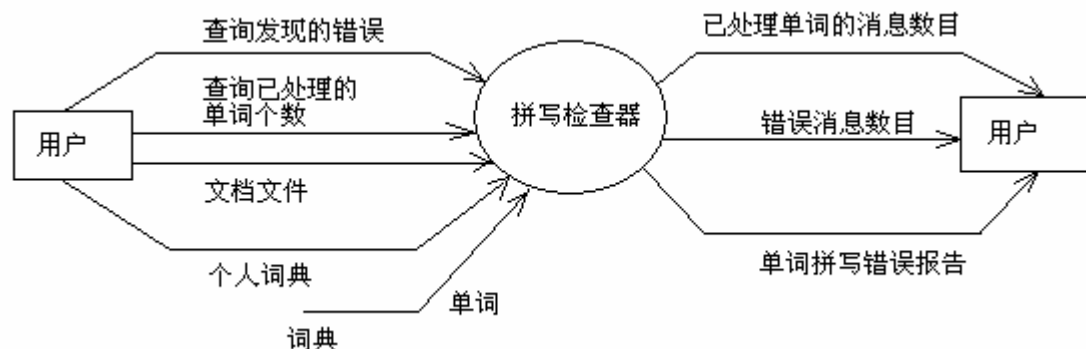 查询发现的错误
查询已处理的
单词个数
用户
文档文件
个人词典
词典
单词
拼写检查器
已处理单词的消息数目
错误消息数目
用户
单词拼写错误报告